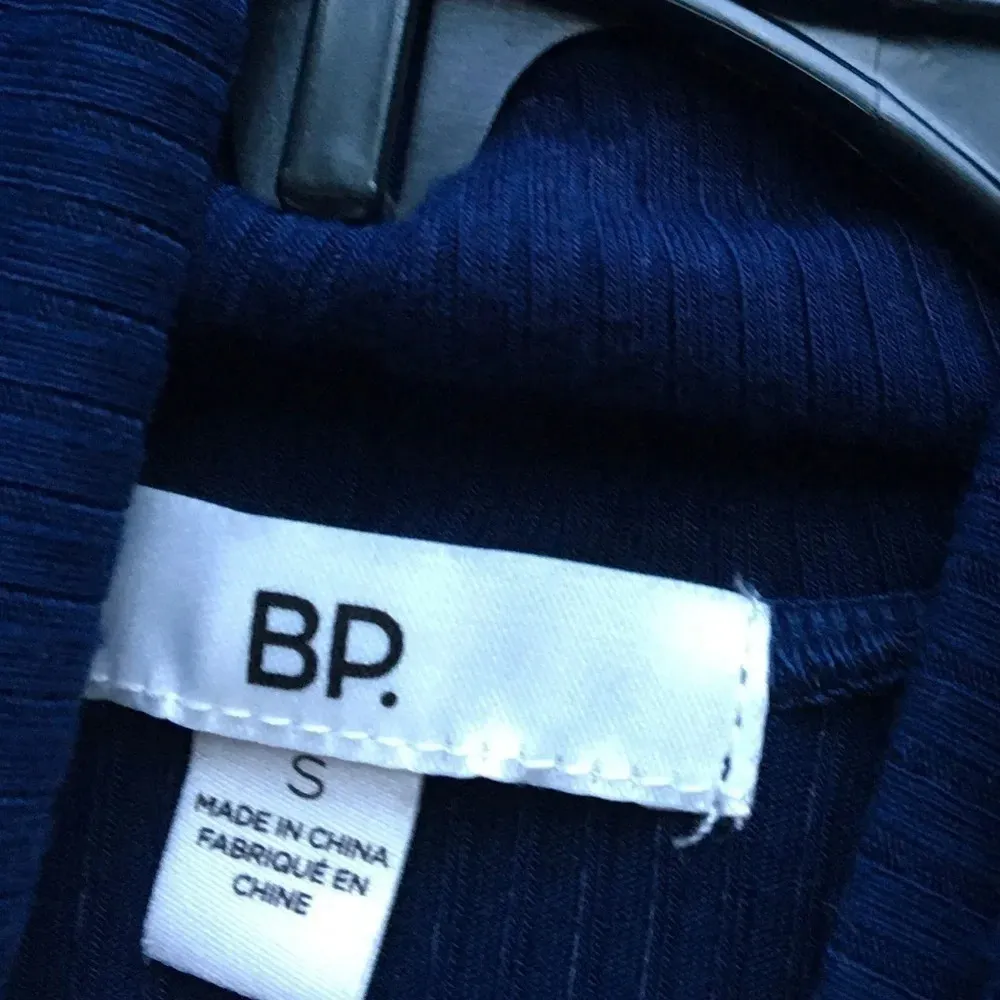 BP.
S
MADE IN CHINA
FABRIQUÉ EN
CHINE